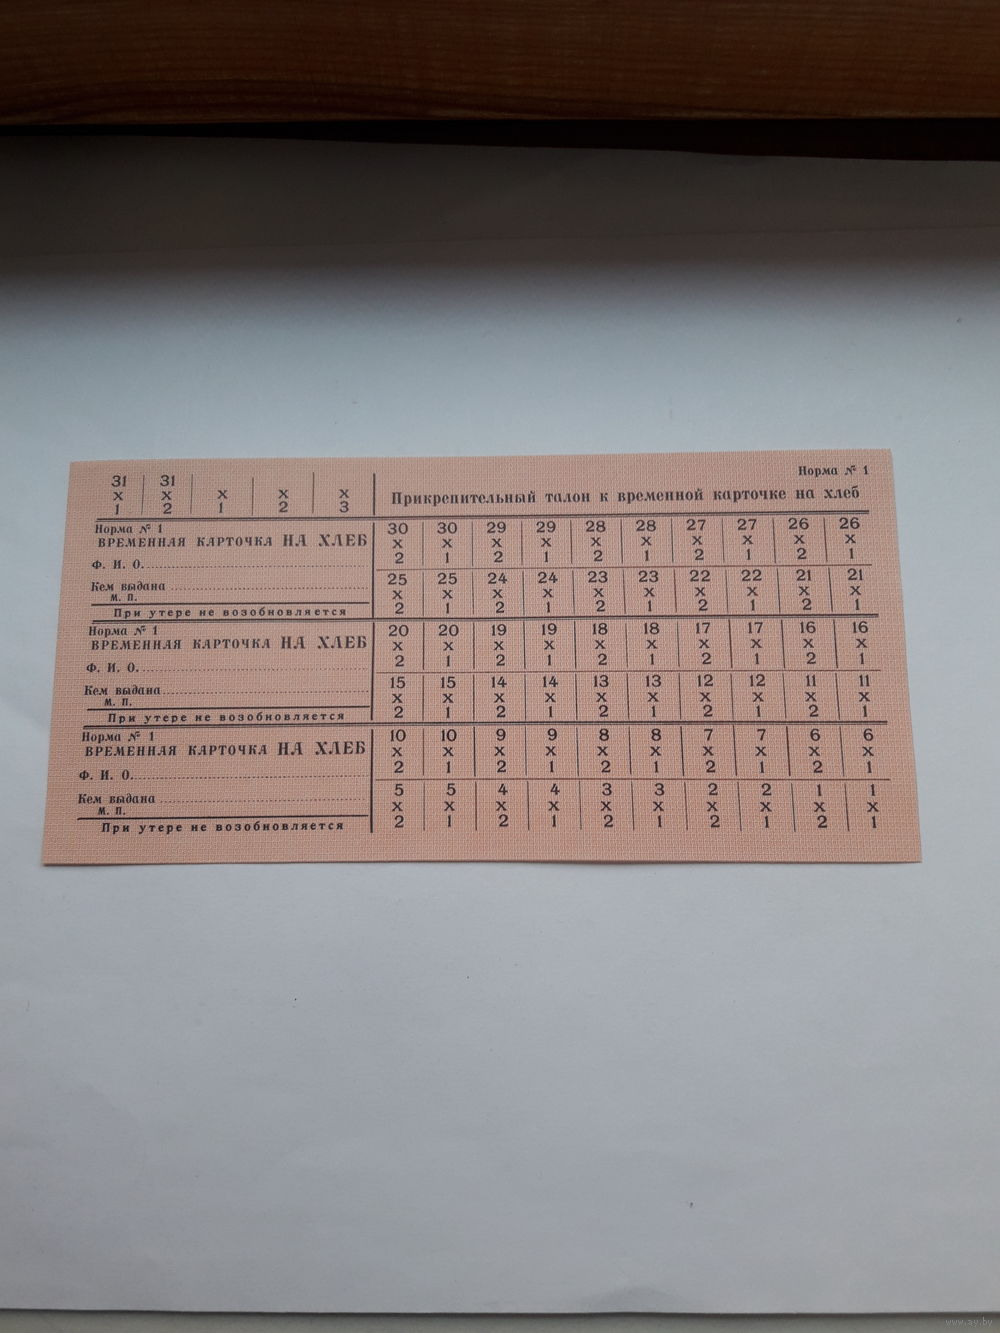 31 31
х х х х х
1 2 1 2 3
Норма № 1
Прикрепительный талон к временной карточке на хлеб
Норма № 1
ВРЕМЕННАЯ КАРТОЧКА НА ХЛЕБ
Ф. И. О.
Кем выдана
М. П.
При утере не возобновляется
30 30 29 29 28 28 27 27 26 26
х х х х х х х х х х
2 1 2 1 2 1 2 1 2 1
25 25 24 24 23 23 22 22 21 21
х х х х х х х х х х
2 1 2 1 2 1 2 1 2 1
Норма № 1
ВРЕМЕННАЯ КАРТОЧКА НА ХЛЕБ
Ф. И. О.
Кем выдана
М. П.
При утере не возобновляется
20 20 19 19 18 18 17 17 16 16
х х х х х х х х х х
2 1 2 1 2 1 2 1 2 1
15 15 14 14 13 13 12 12 11 11
х х х х х х х х х х
2 1 2 1 2 1 2 1 2 1
Норма № 1
ВРЕМЕННАЯ КАРТОЧКА НА ХЛЕБ
Ф. И. О.
Кем выдана
М. П.
При утере не возобновляется
10 10 9 9 8 8 7 7 6 6
х х х х х х х х х х
2 1 2 1 2 1 2 1 2 1
5 5 4 4 3 3 2 2 1 1
х х х х х х х х х х
2 1 2 1 2 1 2 1 2 1
www.ay.by